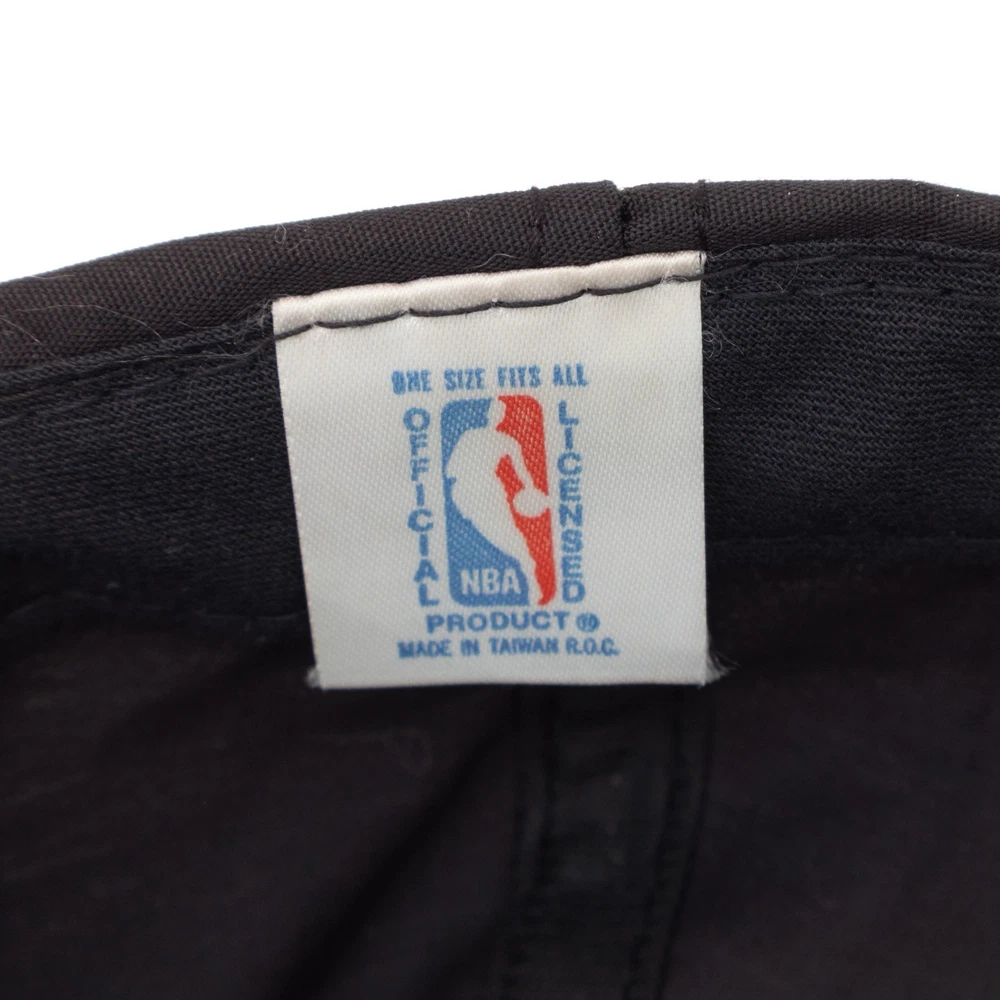 ONE SIZE FITS ALL
OFFICIAL
LICENSED
NBA
PRODUCT ®
MADE IN TAIWAN R.O.C.